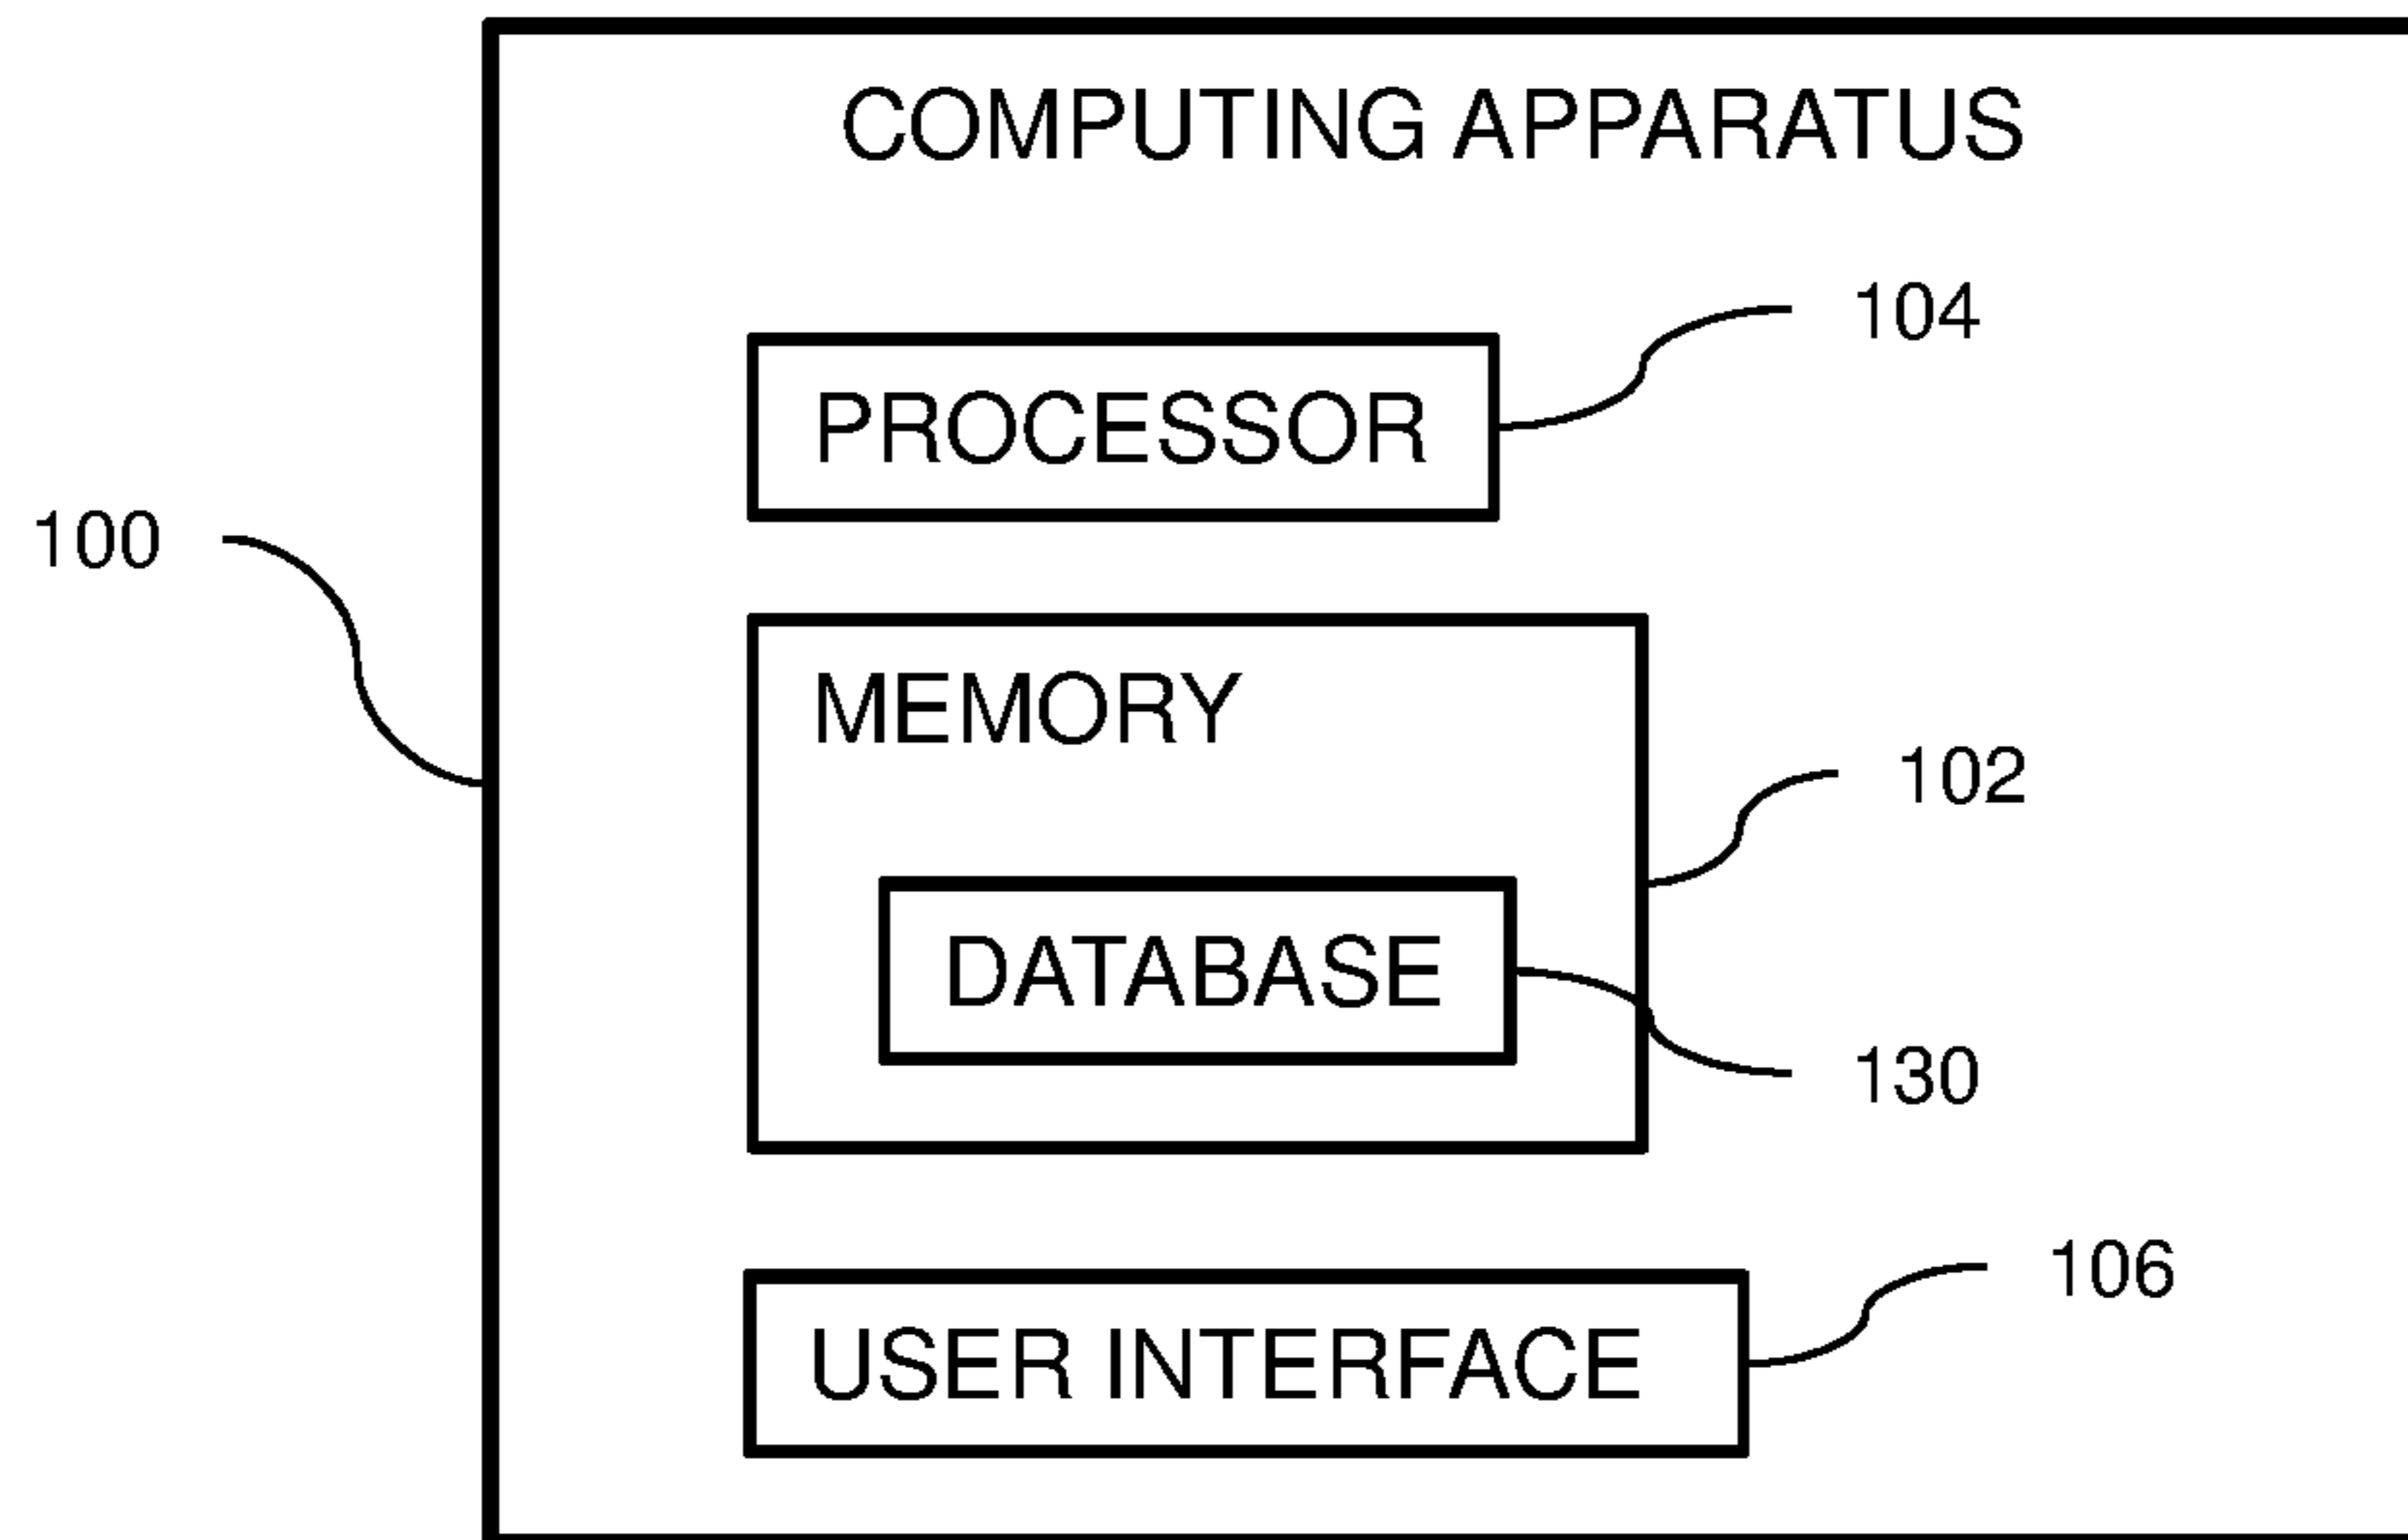 COMPUTING APPARATUS
104
PROCESSOR
100
MEMORY
102
DATABASE
130
106
USER INTERFACE